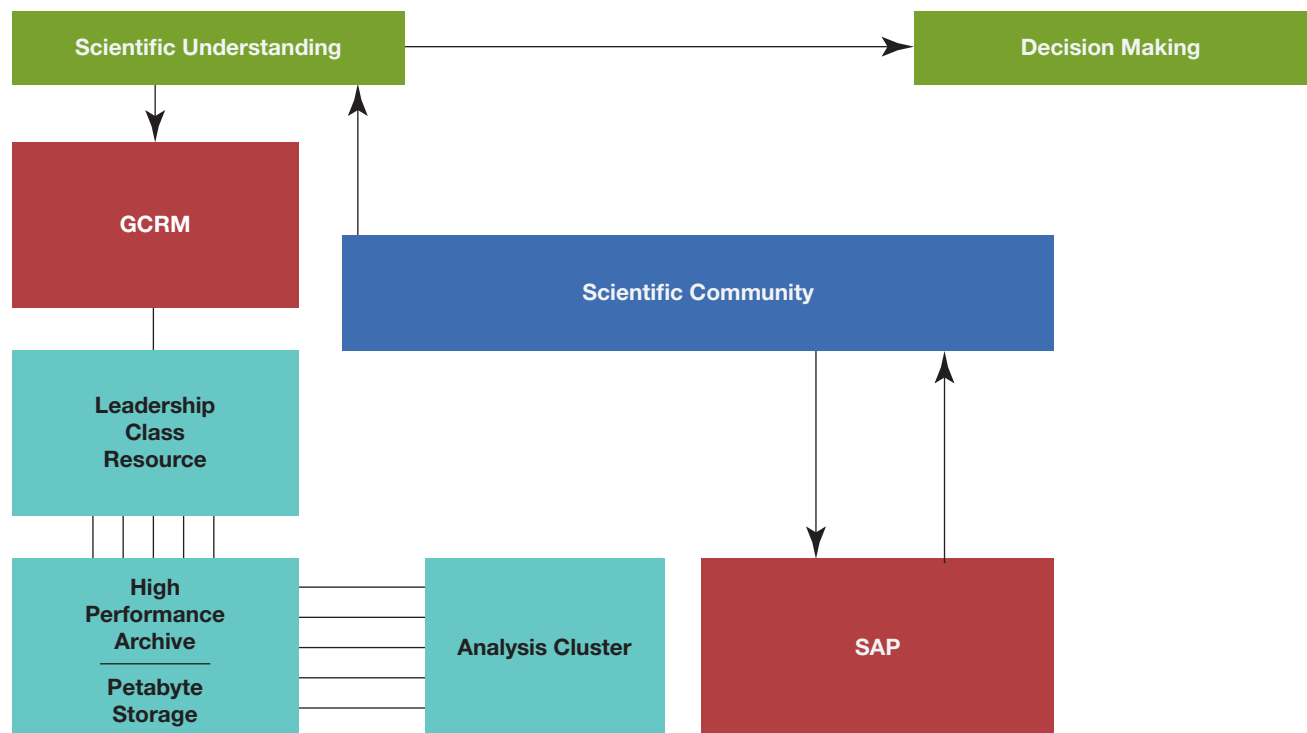 Scientific Understanding
Decision Making
GCRM
Scientific Community
Leadership
Class
Resource
High
Performance
Archive
Petabyte
Storage
Analysis Cluster
SAP